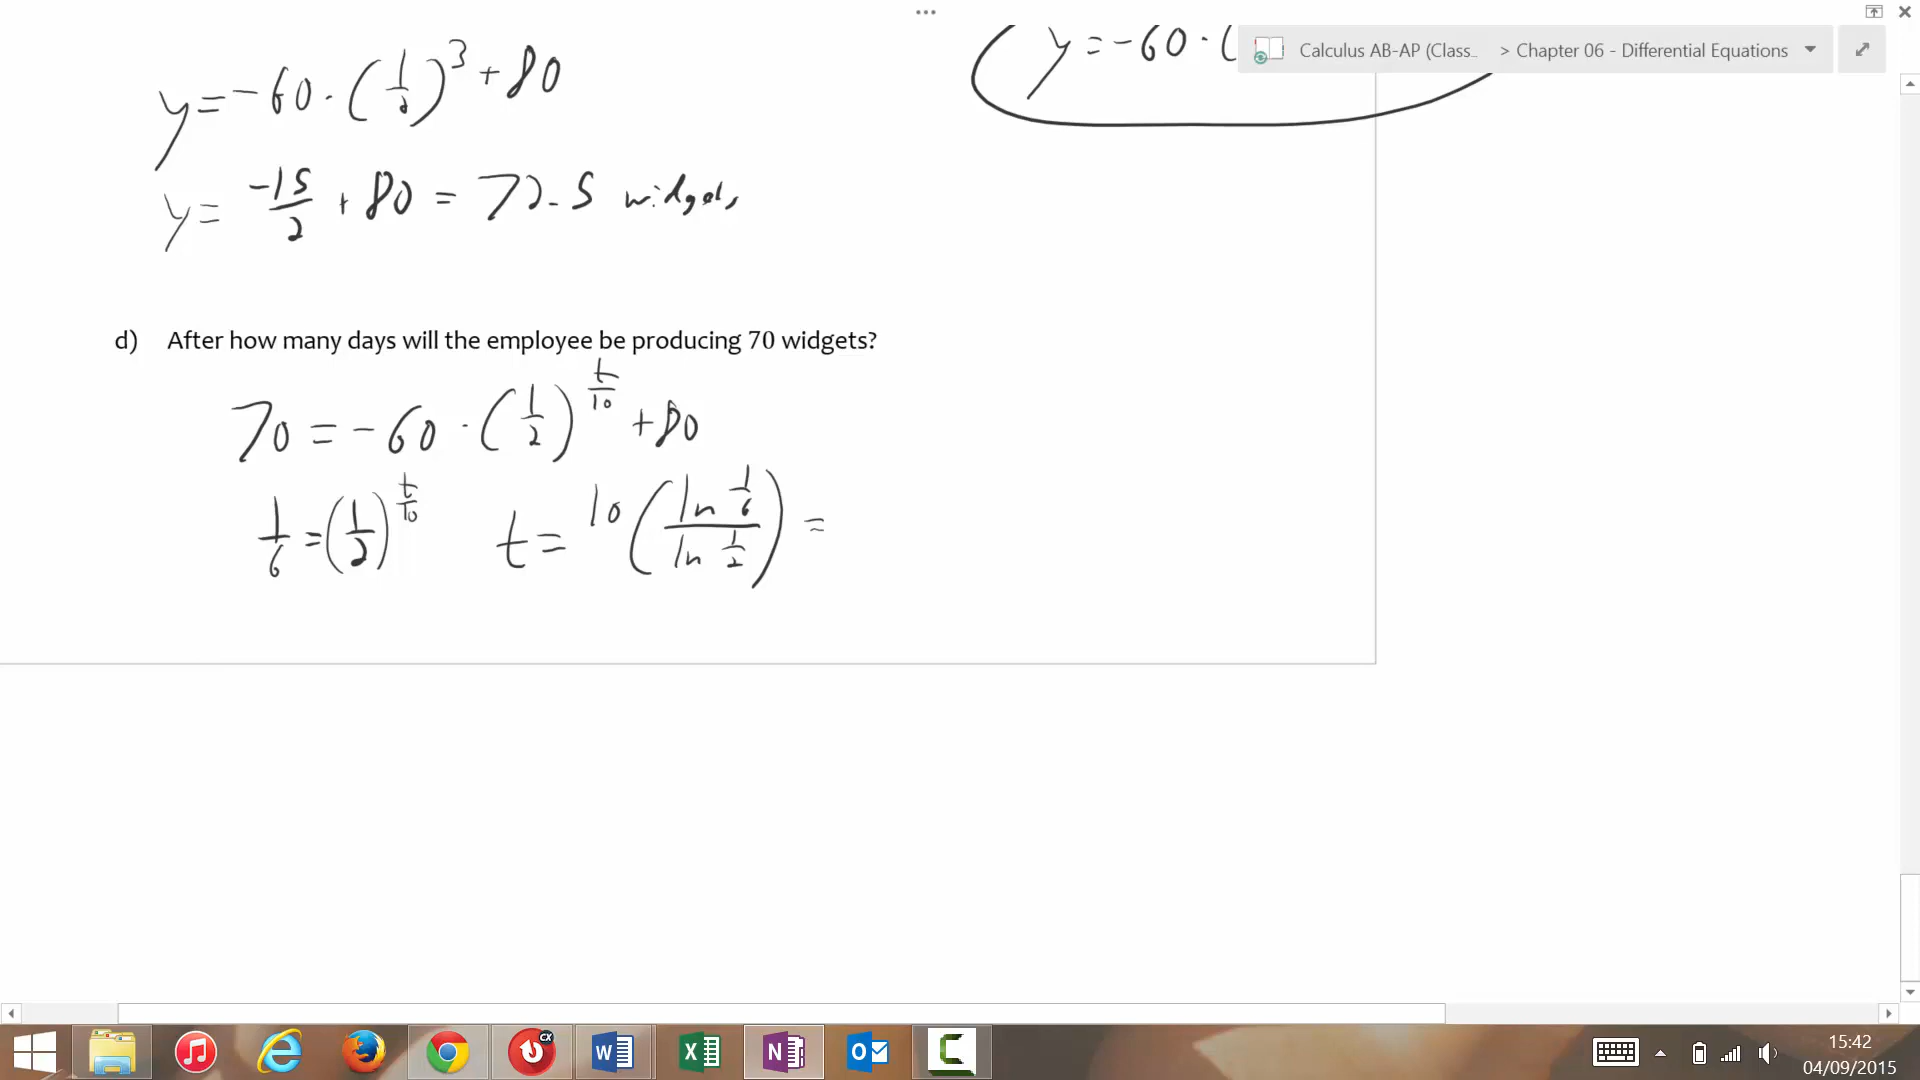 y = -60 · (1/2)^3 + 80
y = -60 · (
Calculus AB-AP (Class... > Chapter 06 - Differential Equations
y = -15/2 + 80 = 72.5 widgets
d) After how many days will the employee be producing 70 widgets?
70 = -60 · (1/2)^(t/10) + 80
1/6 = (1/2)^(t/10)
t = 10 (ln 1/6 / ln 1/2) =
15:42
04/09/2015